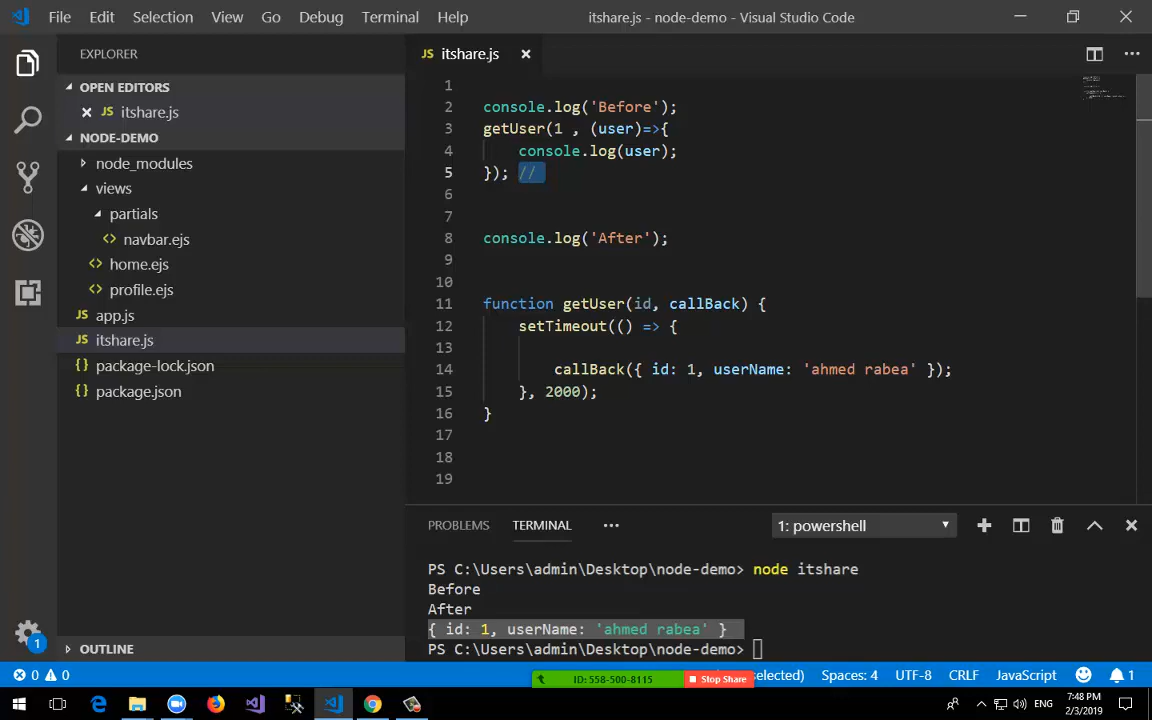 File Edit Selection View Go Debug Terminal Help
itshare.js - node-demo - Visual Studio Code
EXPLORER
OPEN EDITORS
JS itshare.js
NODE-DEMO
node_modules
views
partials
<> navbar.ejs
<> home.ejs
<> profile.ejs
JS app.js
JS itshare.js
{} package-lock.json
{} package.json
OUTLINE
JS itshare.js
1
2 console.log('Before');
3 getUser(1 , (user)=>{
4 console.log(user);
5 }); //
6
7
8 console.log('After');
9
10
11 function getUser(id, callBack) {
12 setTimeout(() => {
13
14 callBack({ id: 1, userName: 'ahmed rabea' });
15 }, 2000);
16 }
17
18
19
PROBLEMS TERMINAL ••• 1: powershell
PS C:\Users\admin\Desktop\node-demo> node itshare
Before
After
{ id: 1, userName: 'ahmed rabea' }
PS C:\Users\admin\Desktop\node-demo>
1
0 0 ID: 558-500-8115 Stop Share selected) Spaces: 4 UTF-8 CRLF JavaScript 1
ENG
7:48 PM
2/3/2019